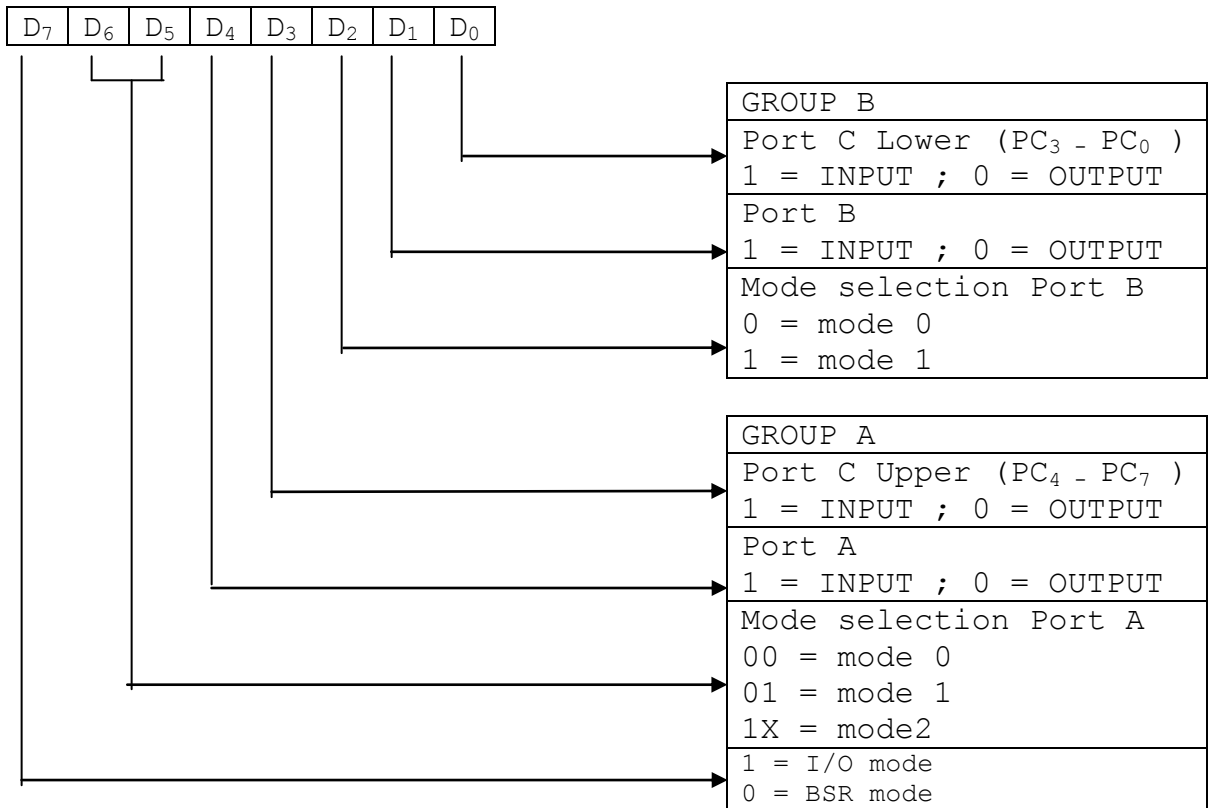 D₇ D₆ D₅ D₄ D₃ D₂ D₁ D₀
GROUP B
Port C Lower (PC₃ – PC₀ )
1 = INPUT ; 0 = OUTPUT
Port B
1 = INPUT ; 0 = OUTPUT
Mode selection Port B
0 = mode 0
1 = mode 1
GROUP A
Port C Upper (PC₄ – PC₇ )
1 = INPUT ; 0 = OUTPUT
Port A
1 = INPUT ; 0 = OUTPUT
Mode selection Port A
00 = mode 0
01 = mode 1
1X = mode2
1 = I/O mode
0 = BSR mode